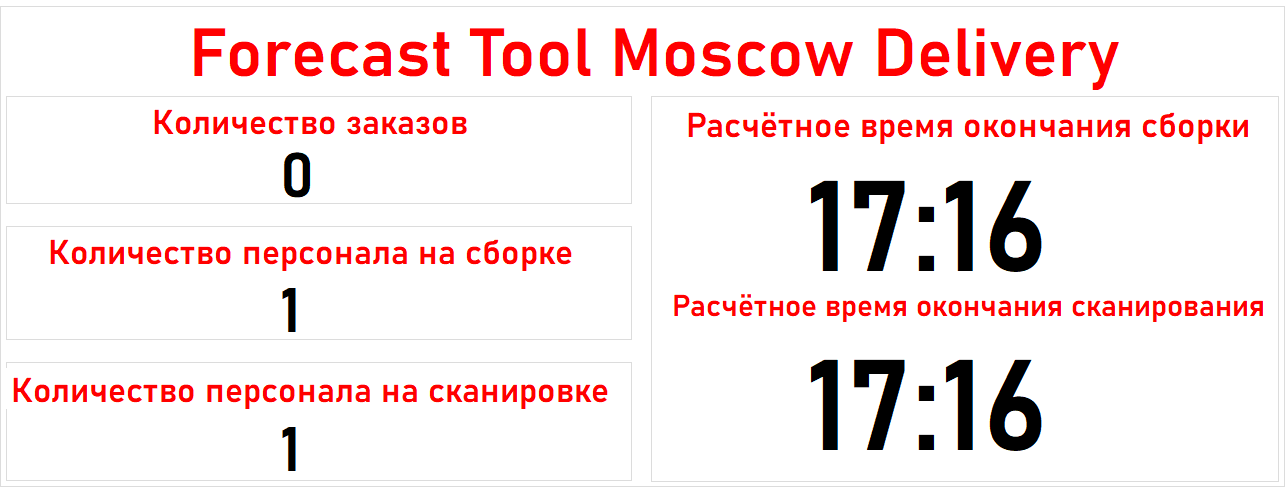 Forecast Tool Moscow Delivery
Количество заказов
0
Количество персонала на сборке
1
Количество персонала на сканировке
1
Расчётное время окончания сборки
17:16
Расчётное время окончания сканирования
17:16